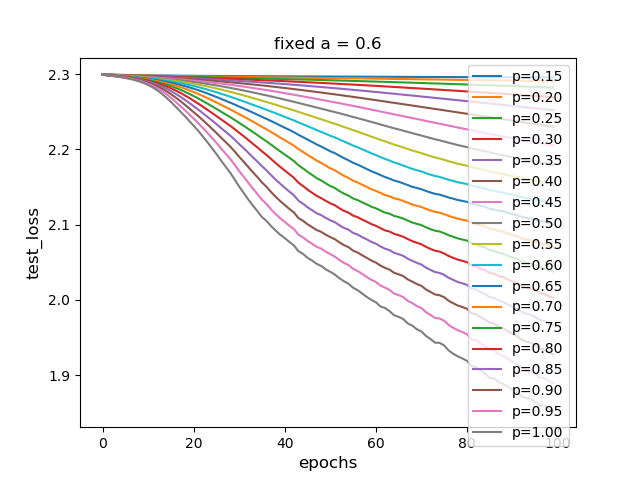 fixed a = 0.6
test_loss
2.3
2.2
2.1
2.0
1.9
0
20
40
60
80
100
epochs
p=0.15
p=0.20
p=0.25
p=0.30
p=0.35
p=0.40
p=0.45
p=0.50
p=0.55
p=0.60
p=0.65
p=0.70
p=0.75
p=0.80
p=0.85
p=0.90
p=0.95
p=1.00